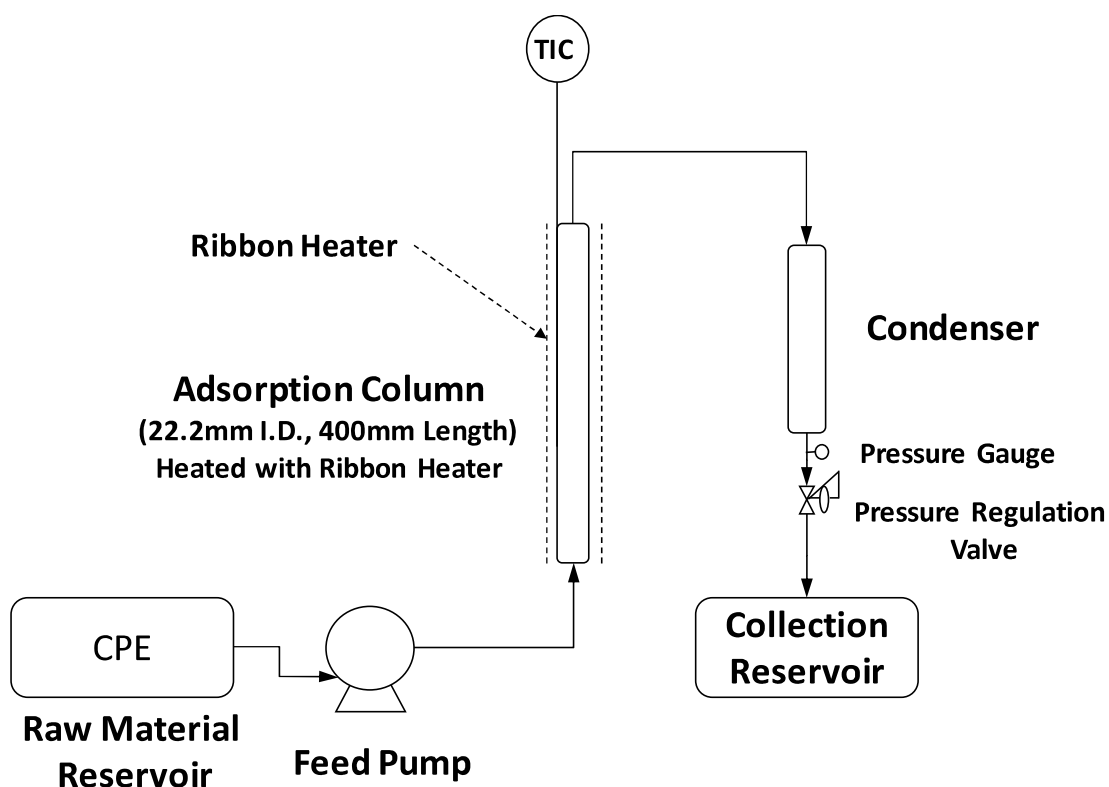 TIC
Ribbon Heater
Adsorption Column
(22.2mm I.D., 400mm Length)
Heated with Ribbon Heater
Condenser
Pressure Gauge
Pressure Regulation
Valve
CPE
Raw Material
Reservoir
Feed Pump
Collection
Reservoir